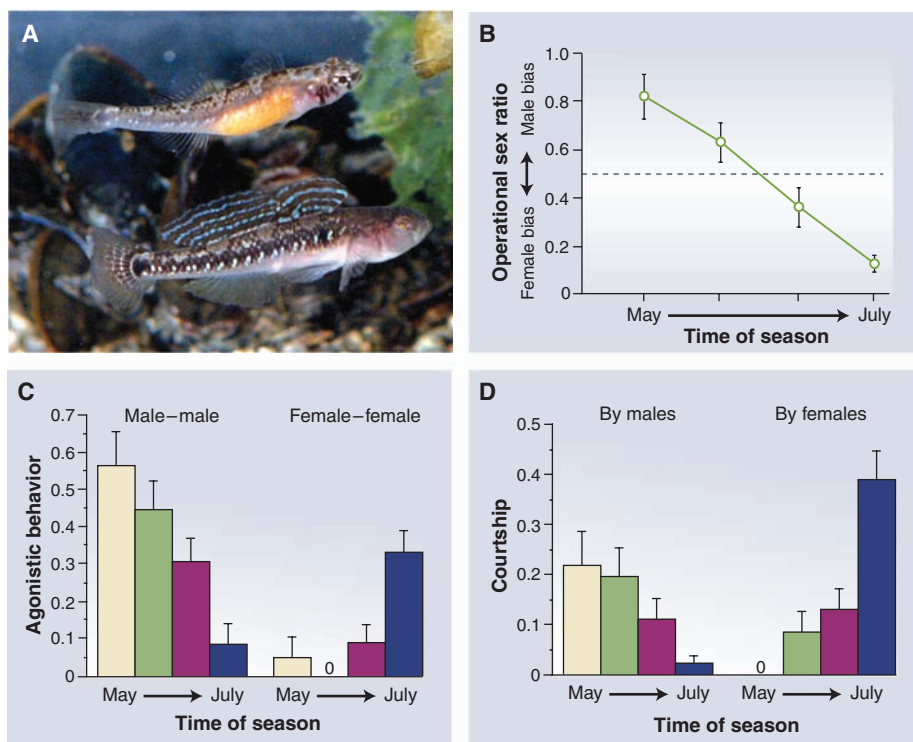 A
B
Operational sex ratio
Female bias
Male bias
1.0
0.8
0.6
0.4
0.2
0
May
July
Time of season
C
Male–male
Female–female
Agonistic behavior
0.7
0.6
0.5
0.4
0.3
0.2
0.1
0
0
May
July
May
July
Time of season
D
By males
By females
Courtship
0.5
0.4
0.3
0.2
0.1
0
0
May
July
May
July
Time of season